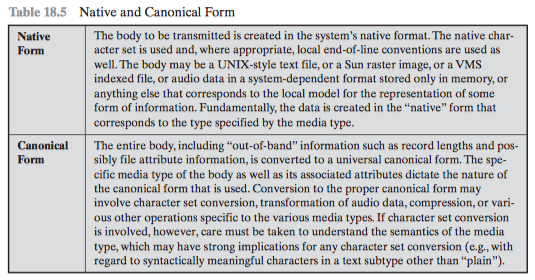 Table 18.5 Native and Canonical Form
Native Form
The body to be transmitted is created in the system's native format. The native char-
acter set is used and, where appropriate, local end-of-line conventions are used as
well. The body may be a UNIX-style text file, or a Sun raster image, or a VMS
indexed file, or audio data in a system-dependent format stored only in memory, or
anything else that corresponds to the local model for the representation of some
form of information. Fundamentally, the data is created in the "native" form that
corresponds to the type specified by the media type.
Canonical Form
The entire body, including "out-of-band" information such as record lengths and pos-
sibly file attribute information, is converted to a universal canonical form. The spe-
cific media type of the body as well as its associated attributes dictate the nature of
the canonical form that is used. Conversion to the proper canonical form may
involve character set conversion, transformation of audio data, compression, or vari-
ous other operations specific to the various media types. If character set conversion
is involved, however, care must be taken to understand the semantics of the media
type, which may have strong implications for any character set conversion (e.g., with
regard to syntactically meaningful characters in a text subtype other than "plain").